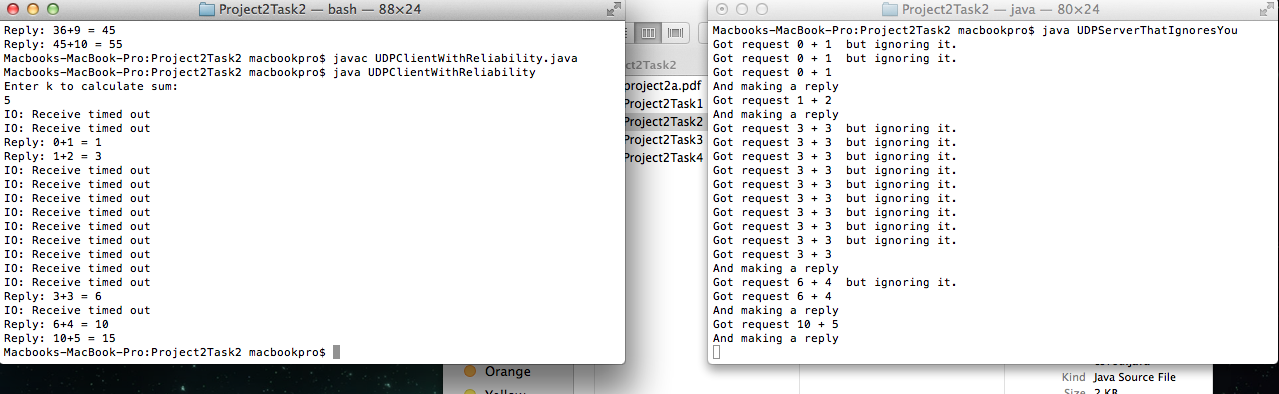 Project2Task2 — bash — 88×24
Reply: 36+9 = 45
Reply: 45+10 = 55
Macbooks-MacBook-Pro:Project2Task2 macbookpro$ javac UDPClientWithReliability.java
Macbooks-MacBook-Pro:Project2Task2 macbookpro$ java UDPClientWithReliability
Enter k to calculate sum:
5
IO: Receive timed out
IO: Receive timed out
Reply: 0+1 = 1
Reply: 1+2 = 3
IO: Receive timed out
IO: Receive timed out
IO: Receive timed out
IO: Receive timed out
IO: Receive timed out
IO: Receive timed out
IO: Receive timed out
IO: Receive timed out
IO: Receive timed out
Reply: 3+3 = 6
IO: Receive timed out
Reply: 6+4 = 10
Reply: 10+5 = 15
Macbooks-MacBook-Pro:Project2Task2 macbookpro$
ct2Task2
project2a.pdf
Project2Task1
Project2Task2
Project2Task3
Project2Task4
Project2Task2 — java — 80×24
Macbooks-MacBook-Pro:Project2Task2 macbookpro$ java UDPServerThatIgnoresYou
Got request 0 + 1  but ignoring it.
Got request 0 + 1  but ignoring it.
Got request 0 + 1
And making a reply
Got request 1 + 2
And making a reply
Got request 3 + 3  but ignoring it.
Got request 3 + 3  but ignoring it.
Got request 3 + 3  but ignoring it.
Got request 3 + 3  but ignoring it.
Got request 3 + 3  but ignoring it.
Got request 3 + 3  but ignoring it.
Got request 3 + 3  but ignoring it.
Got request 3 + 3  but ignoring it.
Got request 3 + 3  but ignoring it.
Got request 3 + 3
And making a reply
Got request 6 + 4  but ignoring it.
Got request 6 + 4
And making a reply
Got request 10 + 5
And making a reply
Orange
Yellow
Kind Java Source File
Size 2 KB